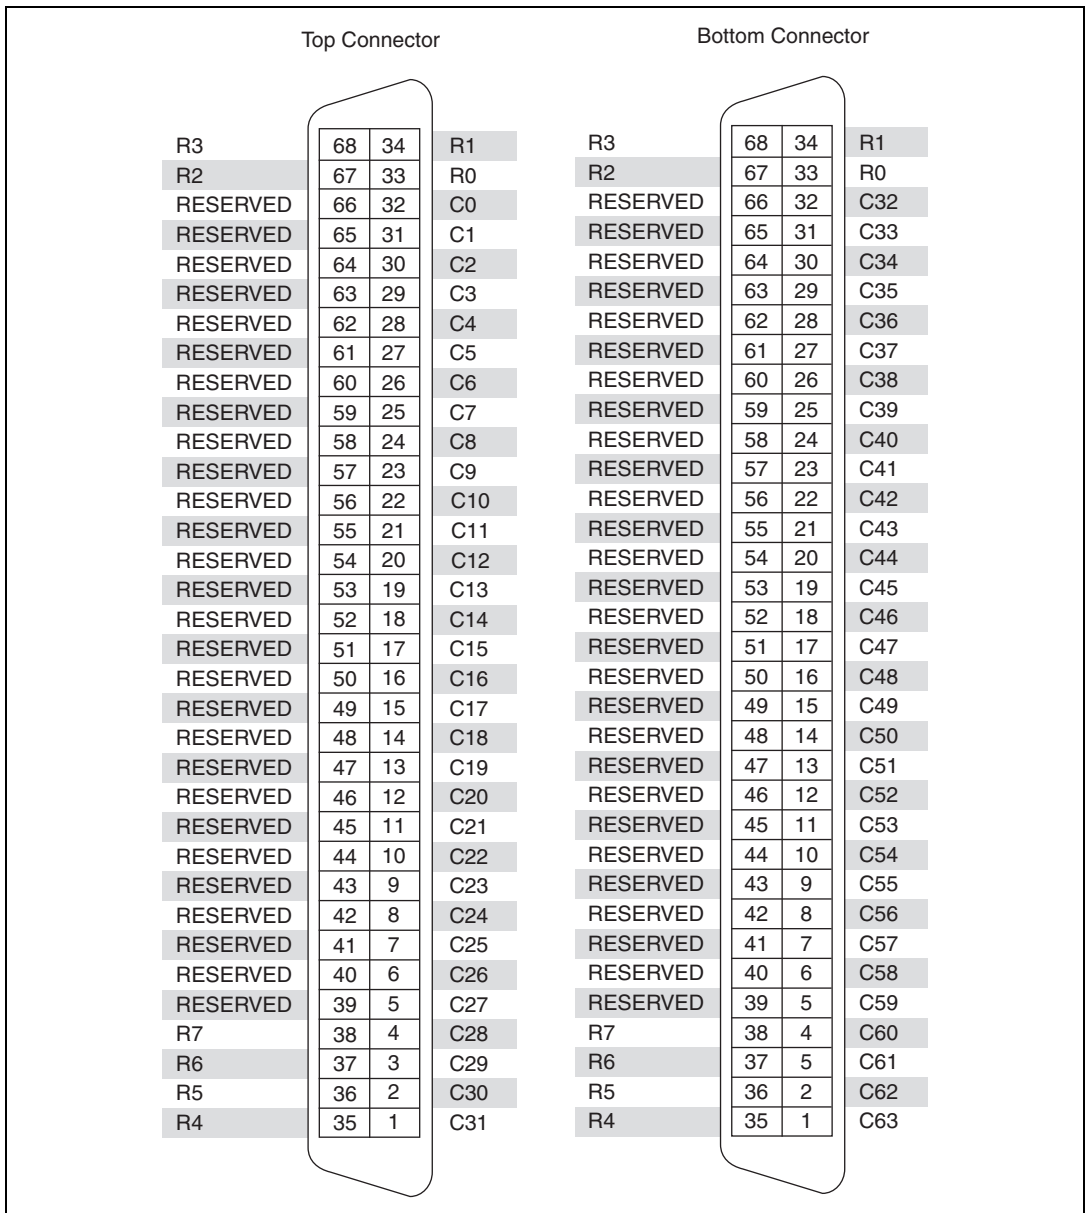 Top Connector
R3 68 34 R1
R2 67 33 R0
RESERVED 66 32 C0
RESERVED 65 31 C1
RESERVED 64 30 C2
RESERVED 63 29 C3
RESERVED 62 28 C4
RESERVED 61 27 C5
RESERVED 60 26 C6
RESERVED 59 25 C7
RESERVED 58 24 C8
RESERVED 57 23 C9
RESERVED 56 22 C10
RESERVED 55 21 C11
RESERVED 54 20 C12
RESERVED 53 19 C13
RESERVED 52 18 C14
RESERVED 51 17 C15
RESERVED 50 16 C16
RESERVED 49 15 C17
RESERVED 48 14 C18
RESERVED 47 13 C19
RESERVED 46 12 C20
RESERVED 45 11 C21
RESERVED 44 10 C22
RESERVED 43 9 C23
RESERVED 42 8 C24
RESERVED 41 7 C25
RESERVED 40 6 C26
RESERVED 39 5 C27
R7 38 4 C28
R6 37 3 C29
R5 36 2 C30
R4 35 1 C31
Bottom Connector
R3 68 34 R1
R2 67 33 R0
RESERVED 66 32 C32
RESERVED 65 31 C33
RESERVED 64 30 C34
RESERVED 63 29 C35
RESERVED 62 28 C36
RESERVED 61 27 C37
RESERVED 60 26 C38
RESERVED 59 25 C39
RESERVED 58 24 C40
RESERVED 57 23 C41
RESERVED 56 22 C42
RESERVED 55 21 C43
RESERVED 54 20 C44
RESERVED 53 19 C45
RESERVED 52 18 C46
RESERVED 51 17 C47
RESERVED 50 16 C48
RESERVED 49 15 C49
RESERVED 48 14 C50
RESERVED 47 13 C51
RESERVED 46 12 C52
RESERVED 45 11 C53
RESERVED 44 10 C54
RESERVED 43 9 C55
RESERVED 42 8 C56
RESERVED 41 7 C57
RESERVED 40 6 C58
RESERVED 39 5 C59
R7 38 4 C60
R6 37 5 C61
R5 36 2 C62
R4 35 1 C63